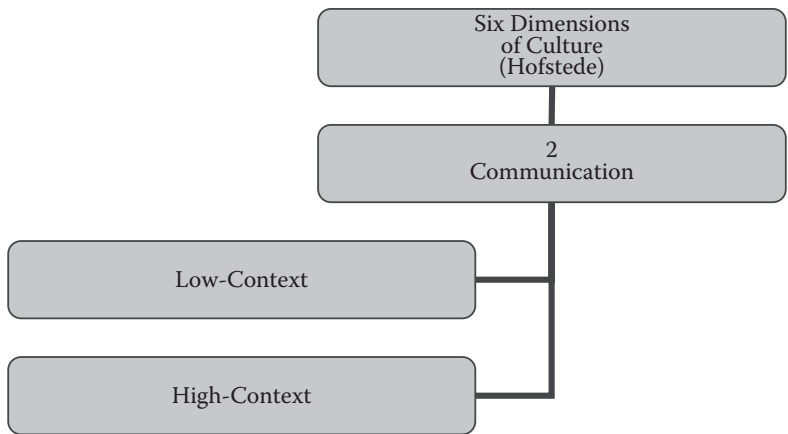 Six Dimensions
of Culture
(Hofstede)
2
Communication
Low-Context
High-Context